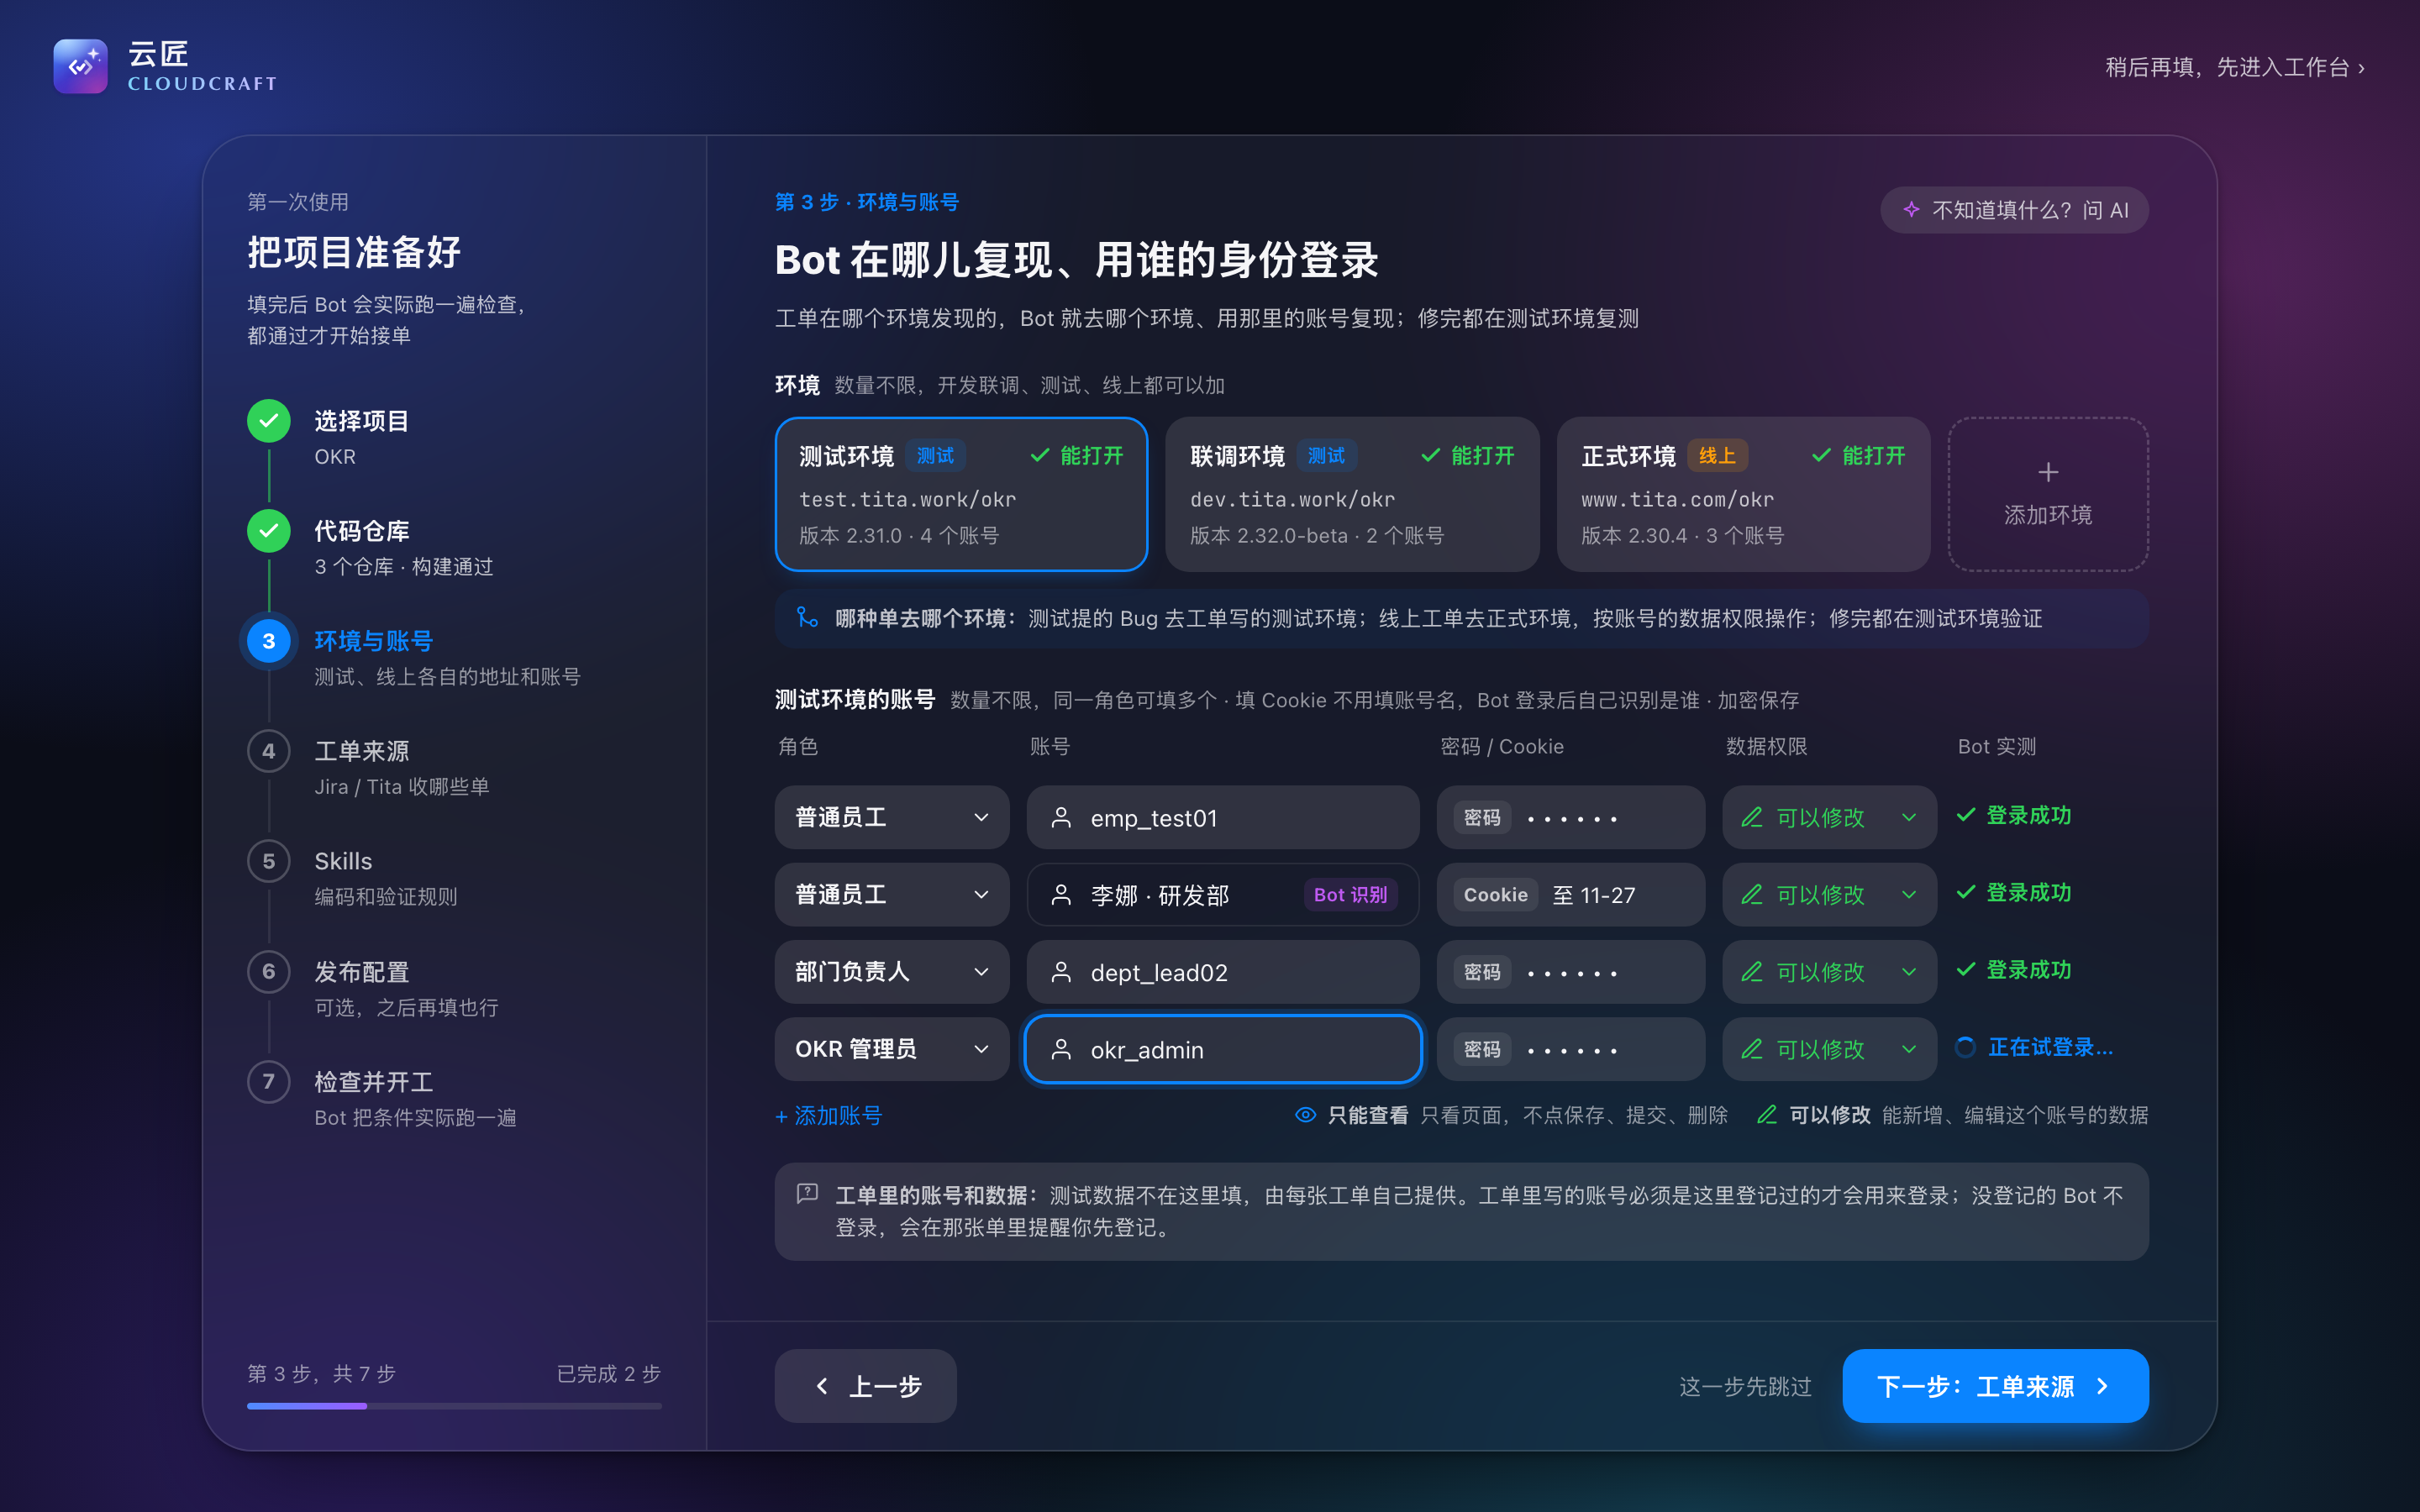 云匠
CLOUDCRAFT
稍后再填，先进入工作台 ›
第一次使用
把项目准备好
填完后 Bot 会实际跑一遍检查，
都通过才开始接单
选择项目
OKR
代码仓库
3 个仓库 · 构建通过
3
环境与账号
测试、线上各自的地址和账号
4
工单来源
Jira / Tita 收哪些单
5
Skills
编码和验证规则
6
发布配置
可选，之后再填也行
7
检查并开工
Bot 把条件实际跑一遍
第 3 步，共 7 步
已完成 2 步
第 3 步 · 环境与账号
不知道填什么？问 AI
Bot 在哪儿复现、用谁的身份登录
工单在哪个环境发现的，Bot 就去哪个环境、用那里的账号复现；修完都在测试环境复测
环境 数量不限，开发联调、测试、线上都可以加
测试环境 测试 能打开
test.tita.work/okr
版本 2.31.0 · 4 个账号
联调环境 测试 能打开
dev.tita.work/okr
版本 2.32.0-beta · 2 个账号
正式环境 线上 能打开
www.tita.com/okr
版本 2.30.4 · 3 个账号
+
添加环境
哪种单去哪个环境：测试提的 Bug 去工单写的测试环境；线上工单去正式环境，按账号的数据权限操作；修完都在测试环境验证
测试环境的账号 数量不限，同一角色可填多个 · 填 Cookie 不用填账号名，Bot 登录后自己识别是谁 · 加密保存
角色 账号 密码 / Cookie 数据权限 Bot 实测
普通员工 emp_test01 密码 •••••• 可以修改 登录成功
普通员工 李娜 · 研发部 Bot 识别 Cookie 至 11-27 可以修改 登录成功
部门负责人 dept_lead02 密码 •••••• 可以修改 登录成功
OKR 管理员 okr_admin 密码 •••••• 可以修改 正在试登录...
+ 添加账号
只能查看 只看页面，不点保存、提交、删除 可以修改 能新增、编辑这个账号的数据
工单里的账号和数据：测试数据不在这里填，由每张工单自己提供。工单里写的账号必须是这里登记过的才会用来登录；没登记的 Bot 不
登录，会在那张单里提醒你先登记。
上一步
这一步先跳过
下一步：工单来源